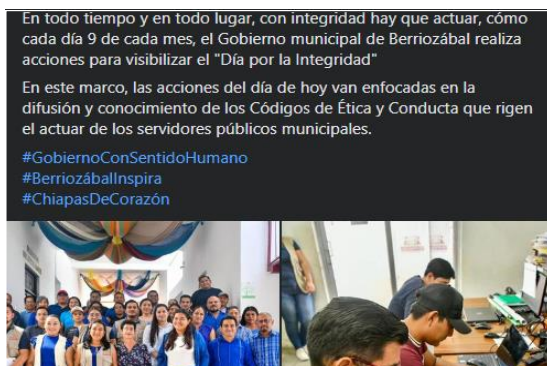 En todo tiempo y en todo lugar, con integridad hay que actuar, cómo
cada día 9 de cada mes, el Gobierno municipal de Berriozábal realiza
acciones para visibilizar el "Día por la Integridad"
En este marco, las acciones del día de hoy van enfocadas en la
difusión y conocimiento de los Códigos de Ética y Conducta que rigen
el actuar de los servidores públicos municipales.
#GobiernoConSentidoHumano
#BerriozábalInspira
#ChiapasDeCorazón